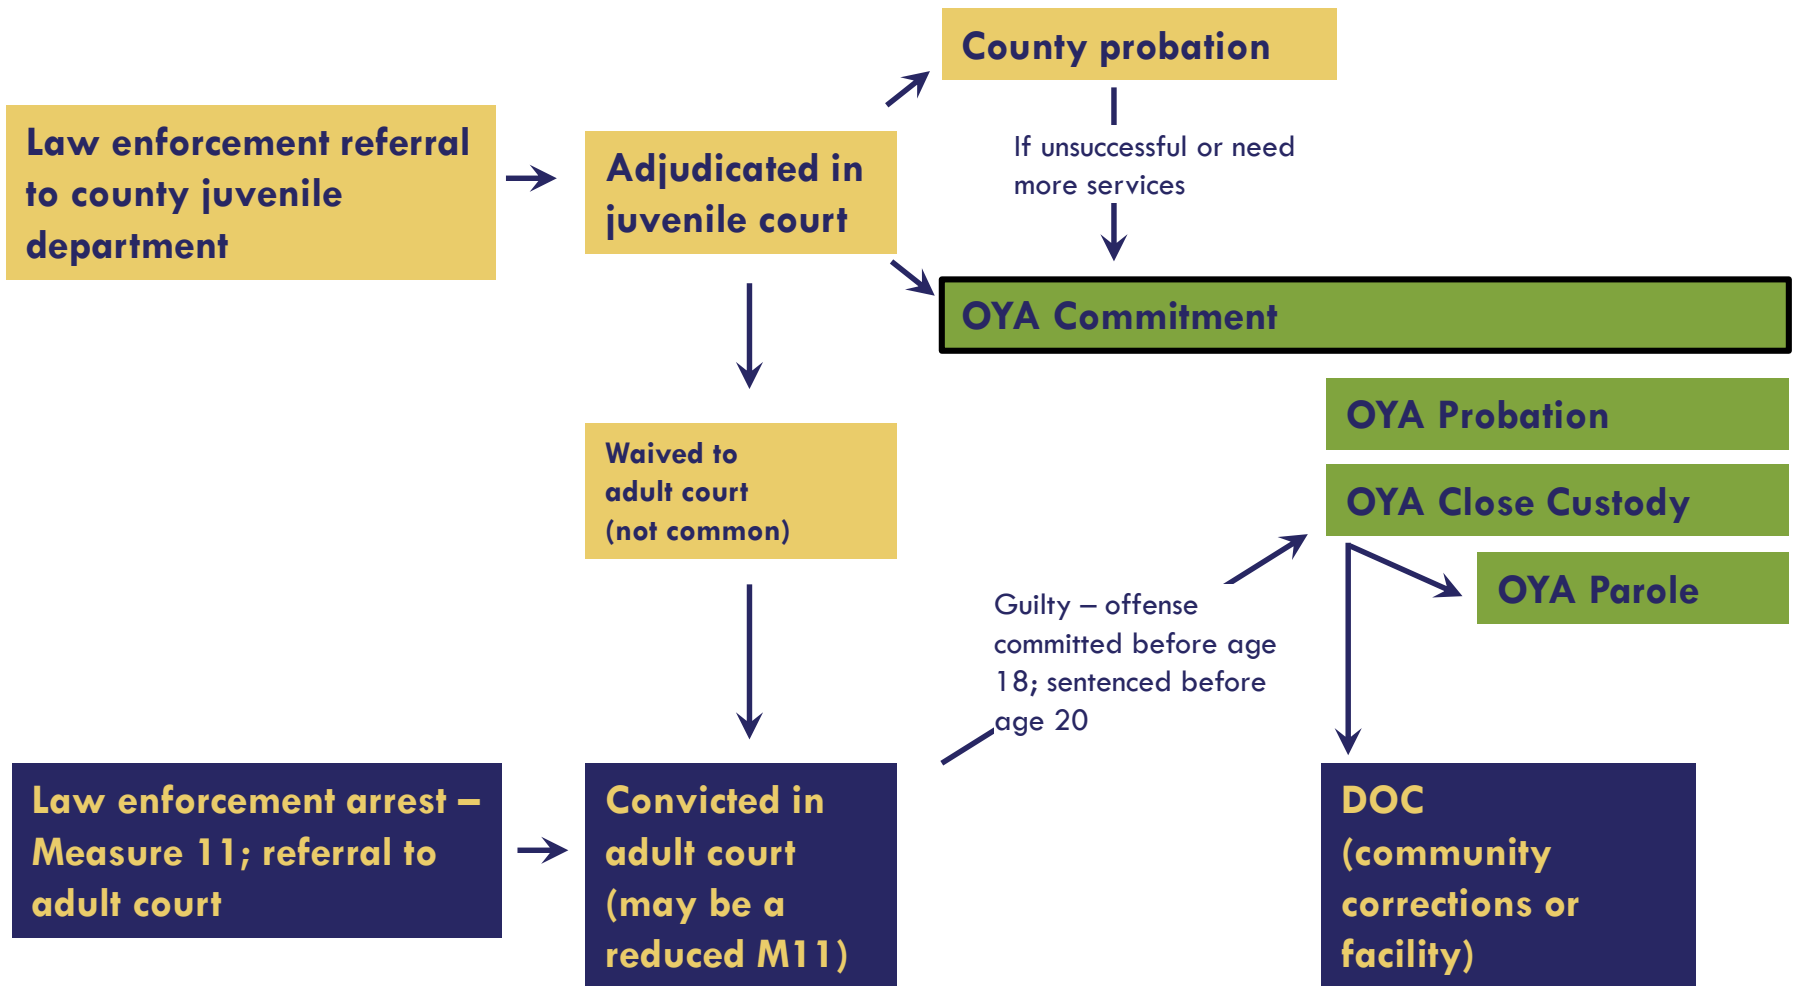 County probation
Law enforcement referral
to county juvenile
department
Adjudicated in
juvenile court
If unsuccessful or need
more services
OYA Commitment
OYA Probation
Waived to
adult court
(not common)
OYA Close Custody
OYA Parole
Guilty – offense
committed before age
18; sentenced before
age 20
Law enforcement arrest –
Measure 11; referral to
adult court
Convicted in
adult court
(may be a
reduced M11)
DOC
(community
corrections or
facility)